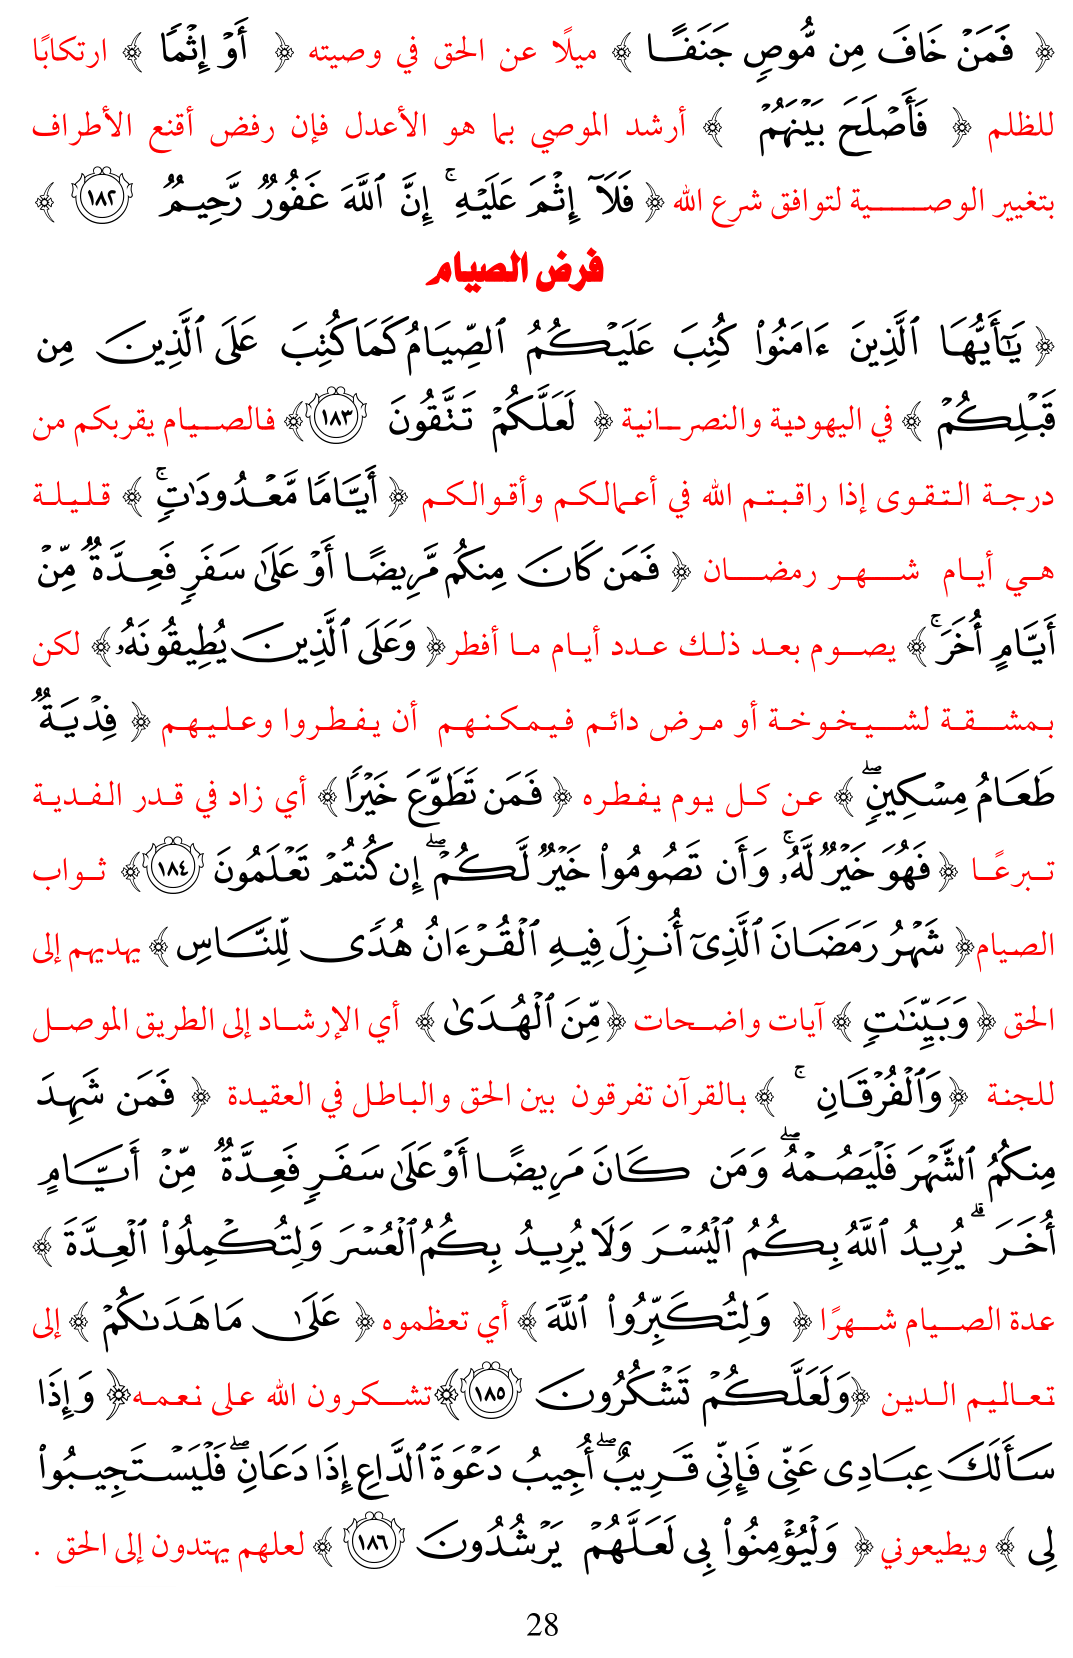 ﴿ فَمَنۡ خَافَ مِن مُّوصٖ جَنَفًا ﴾ ميلًا عن الحق في وصيته ﴿ أَوۡ إِثۡمًا ﴾ ارتكابًا
للظلم ﴿ فَأَصۡلَحَ بَيۡنَهُمۡ ﴾ أرشد الموصي بما هو الأعدل فإن رفض أقنع الأطراف
بتغيير الوصية لتوافق شرع الله ﴿ فَلَآ إِثۡمَ عَلَيۡهِۚ إِنَّ ٱللَّهَ غَفُورٞ رَّحِيمٞ ١٨٢ ﴾
فرض الصيام
﴿ يَٰٓأَيُّهَا ٱلَّذِينَ ءَامَنُواْ كُتِبَ عَلَيۡكُمُ ٱلصِّيَامُ كَمَا كُتِبَ عَلَى ٱلَّذِينَ مِن
قَبۡلِكُمۡ ﴾ في اليهودية والنصرانية ﴿ لَعَلَّكُمۡ تَتَّقُونَ ١٨٣ ﴾ فالصيام يقربكم من
درجة التقوى إذا راقبتم الله في أعمالكم وأقوالكم ﴿ أَيَّامًا مَّعۡدُودَٰتٖۚ ﴾ قليلة
هي أيام شهر رمضان ﴿ فَمَن كَانَ مِنكُم مَّرِيضًا أَوۡ عَلَىٰ سَفَرٖ فَعِدَّةٞ مِّنۡ
أَيَّامٍ أُخَرَۚ ﴾ يصوم بعد ذلك عدد أيام ما أفطر ﴿ وَعَلَى ٱلَّذِينَ يُطِيقُونَهُۥ ﴾ لكن
بمشقة لشيخوخة أو مرض دائم فيمكنهم أن يفطروا وعليهم ﴿ فِدۡيَةٞ
طَعَامُ مِسۡكِينٖۖ ﴾ عن كل يوم يفطره ﴿ فَمَن تَطَوَّعَ خَيۡرٗا ﴾ أي زاد في قدر الفدية
تبرعًا ﴿ فَهُوَ خَيۡرٞ لَّهُۥۚ وَأَن تَصُومُواْ خَيۡرٞ لَّكُمۡۖ إِن كُنتُمۡ تَعۡلَمُونَ ١٨٤ ﴾ ثواب
الصيام ﴿ شَهۡرُ رَمَضَانَ ٱلَّذِيٓ أُنزِلَ فِيهِ ٱلۡقُرۡءَانُ هُدٗى لِّلنَّاسِ ﴾ يهديهم إلى
الحق ﴿ وَبَيِّنَٰتٖ ﴾ آيات واضحات ﴿ مِّنَ ٱلۡهُدَىٰ ﴾ أي الإرشاد إلى الطريق الموصل
للجنة ﴿ وَٱلۡفُرۡقَانِۚ ﴾ بالقرآن تفرقون بين الحق والباطل في العقيدة ﴿ فَمَن شَهِدَ
مِنكُمُ ٱلشَّهۡرَ فَلۡيَصُمۡهُۖ وَمَن كَانَ مَرِيضًا أَوۡ عَلَىٰ سَفَرٖ فَعِدَّةٞ مِّنۡ أَيَّامٍ
أُخَرَۗ يُرِيدُ ٱللَّهُ بِكُمُ ٱلۡيُسۡرَ وَلَا يُرِيدُ بِكُمُ ٱلۡعُسۡرَ وَلِتُكۡمِلُواْ ٱلۡعِدَّةَ ﴾
عدة الصيام شهرًا ﴿ وَلِتُكَبِّرُواْ ٱللَّهَ ﴾ أي تعظموه ﴿ عَلَىٰ مَا هَدَىٰكُمۡ ﴾ إلى
تعاليم الدين ﴿ وَلَعَلَّكُمۡ تَشۡكُرُونَ ١٨٥ ﴾ تشكرون الله على نعمه ﴿ وَإِذَا
سَأَلَكَ عِبَادِي عَنِّي فَإِنِّي قَرِيبٌۖ أُجِيبُ دَعۡوَةَ ٱلدَّاعِ إِذَا دَعَانِۖ فَلۡيَسۡتَجِيبُواْ
لِي ﴾ ويطيعوني ﴿ وَلۡيُؤۡمِنُواْ بِي لَعَلَّهُمۡ يَرۡشُدُونَ ١٨٦ ﴾ لعلهم يهتدون إلى الحق .
28